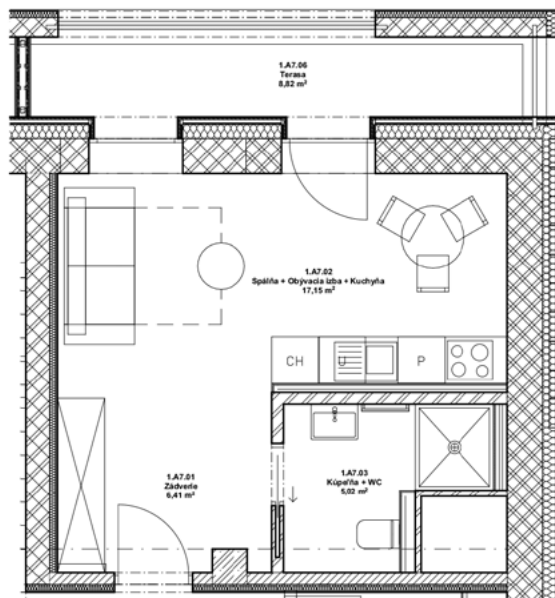 1.A7.06
Terasa
8,82 m²
1.A7.02
Spálňa + Obývacia izba + Kuchyňa
17,15 m²
CH
U
P
1.A7.01
Zádverie
6,41 m²
1.A7.03
Kúpeľňa + WC
5,02 m²